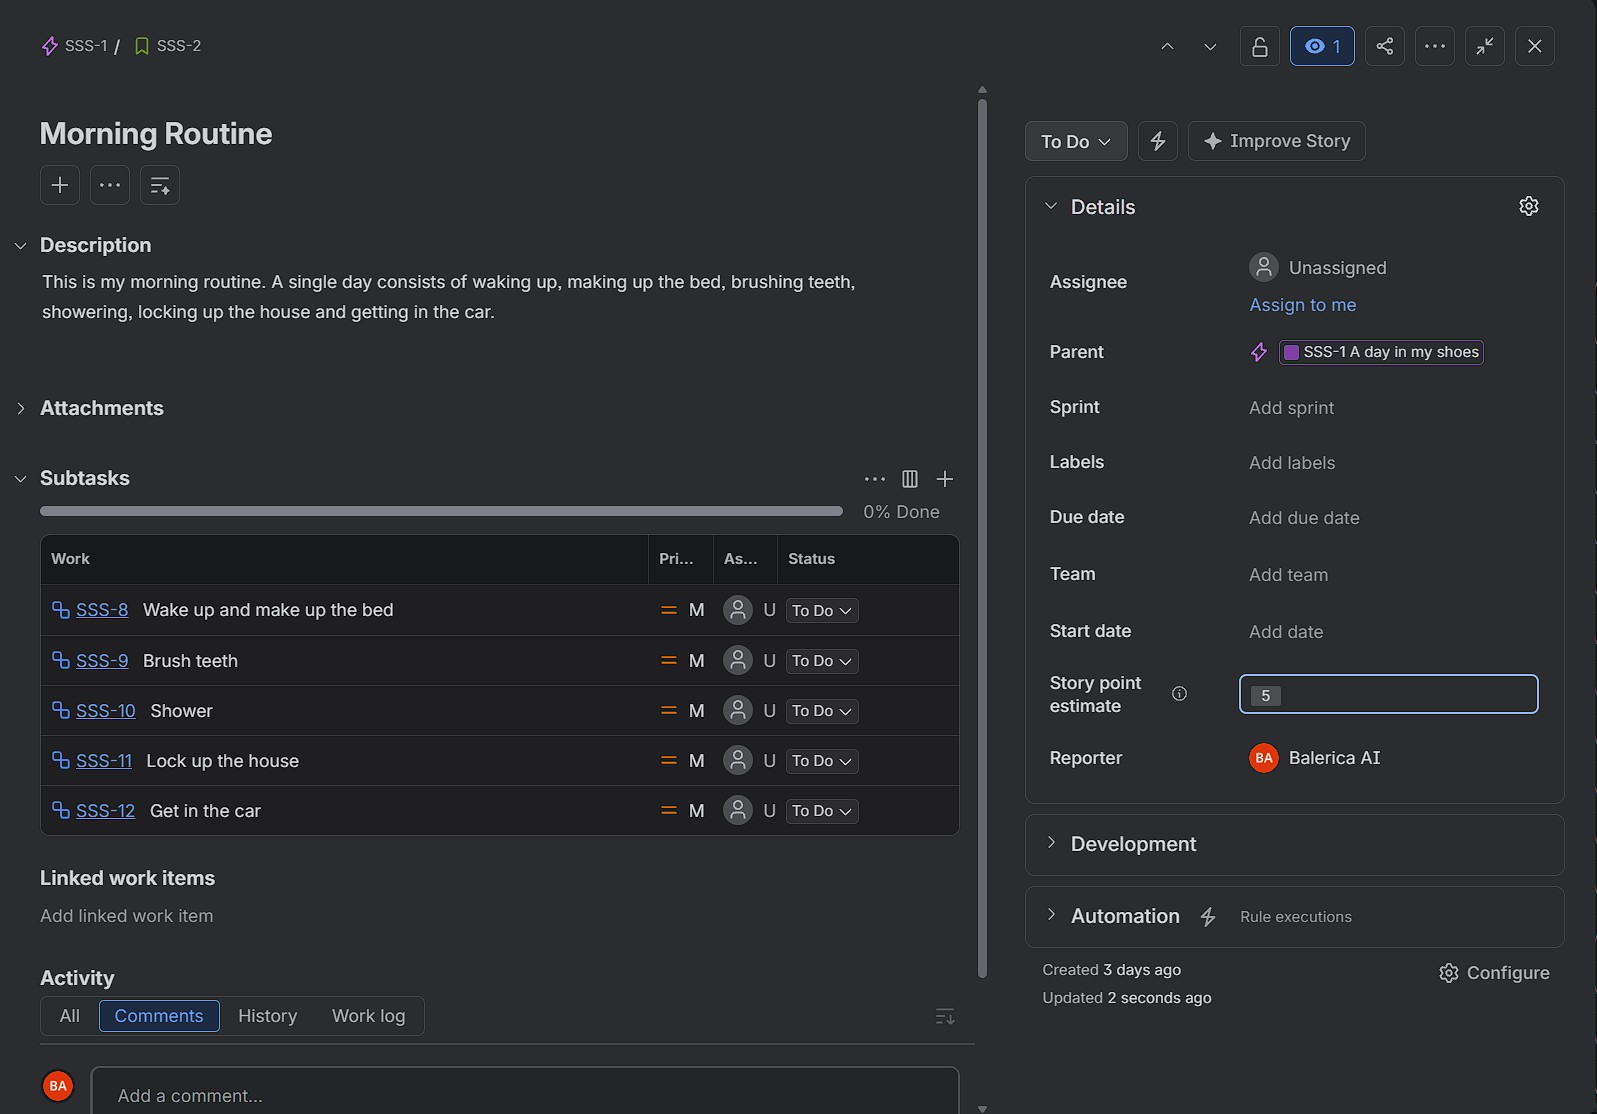 SSS-1 / SSS-2
1
Morning Routine
Description
This is my morning routine. A single day consists of waking up, making up the bed, brushing teeth,
showering, locking up the house and getting in the car.
Attachments
Subtasks
0% Done
Work Pri... As... Status
SSS-8 Wake up and make up the bed M U To Do
SSS-9 Brush teeth M U To Do
SSS-10 Shower M U To Do
SSS-11 Lock up the house M U To Do
SSS-12 Get in the car M U To Do
Linked work items
Add linked work item
Activity
All Comments History Work log
BA Add a comment...
To Do Improve Story
Details
Assignee Unassigned
Assign to me
Parent SSS-1 A day in my shoes
Sprint Add sprint
Labels Add labels
Due date Add due date
Team Add team
Start date Add date
Story point
estimate 5
Reporter BA Balerica AI
Development
Automation Rule executions
Created 3 days ago Configure
Updated 2 seconds ago